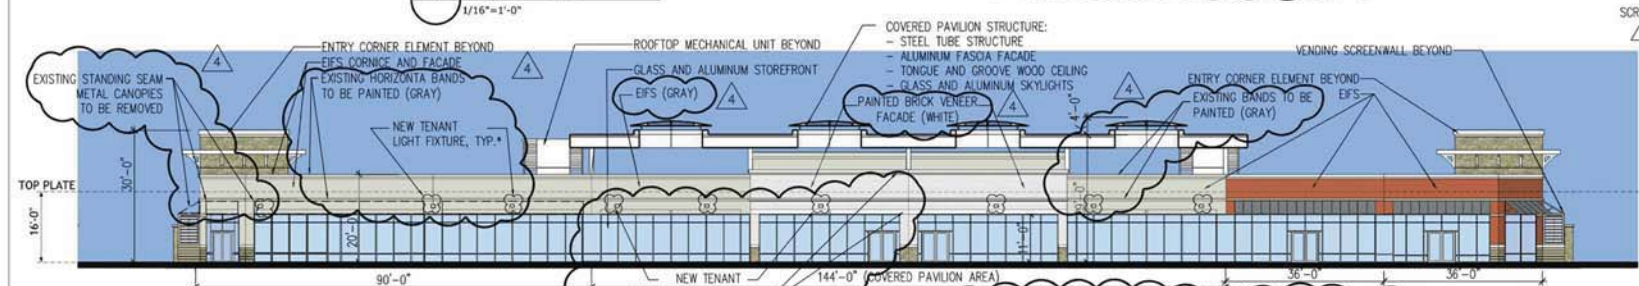 1/16"=1'-0"
SCR
ENTRY CORNER ELEMENT BEYOND
EIFS CORNICE AND FACADE
EXISTING HORIZONTA BANDS
TO BE PAINTED (GRAY)
4
EXISTING STANDING SEAM
METAL CANOPIES
TO BE REMOVED
NEW TENANT
LIGHT FIXTURE, TYP.*
4
ROOFTOP MECHANICAL UNIT BEYOND
GLASS AND ALUMINUM STOREFRONT
EIFS (GRAY)
4
COVERED PAVILION STRUCTURE:
- STEEL TUBE STRUCTURE
- ALUMINUM FASCIA FACADE
- TONGUE AND GROOVE WOOD CEILING
- GLASS AND ALUMINUM SKYLIGHTS
PAINTED BRICK VENEER
FACADE (WHITE)
4
4
4'-0"
VENDING SCREENWALL BEYOND
ENTRY CORNER ELEMENT BEYOND
EIFS
EXISTING BANDS TO BE
PAINTED (GRAY)
TOP PLATE
16'-0"
30'-0"
20'-0"
11'-0"
90'-0"
NEW TENANT
144'-0" (COVERED PAVILION AREA)
36'-0"
36'-0"